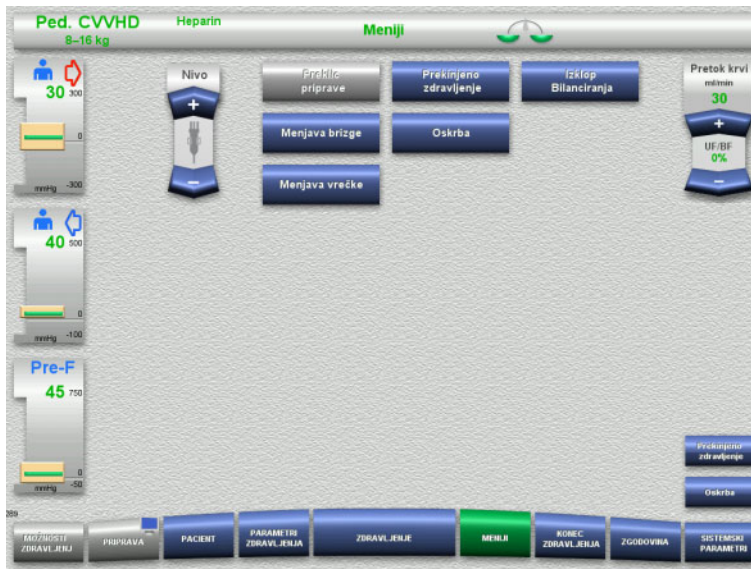 Ped. CVVHD
8–16 kg
Heparin
Meniji
30
300
0
-300
mmHg
40
500
0
-100
mmHg
Pre-F
45
750
0
-50
mmHg
Nivo
+
–
Preklic
priprave
Prekinjeno
zdravljenje
Izklop
Bilanciranja
Menjava brizge
Oskrba
Menjava vrečke
Pretok krvi
ml/min
30
+
UF/BF
0%
–
Prekinjeno
zdravljenje
Oskrba
289
MOŽNOSTI
ZDRAVLJENJ
PRIPRAVA
PACIENT
PARAMETRI
ZDRAVLJENJA
ZDRAVLJENJE
MENIJI
KONEC
ZDRAVLJENJA
ZGODOVINA
SISTEMSKI
PARAMETRI